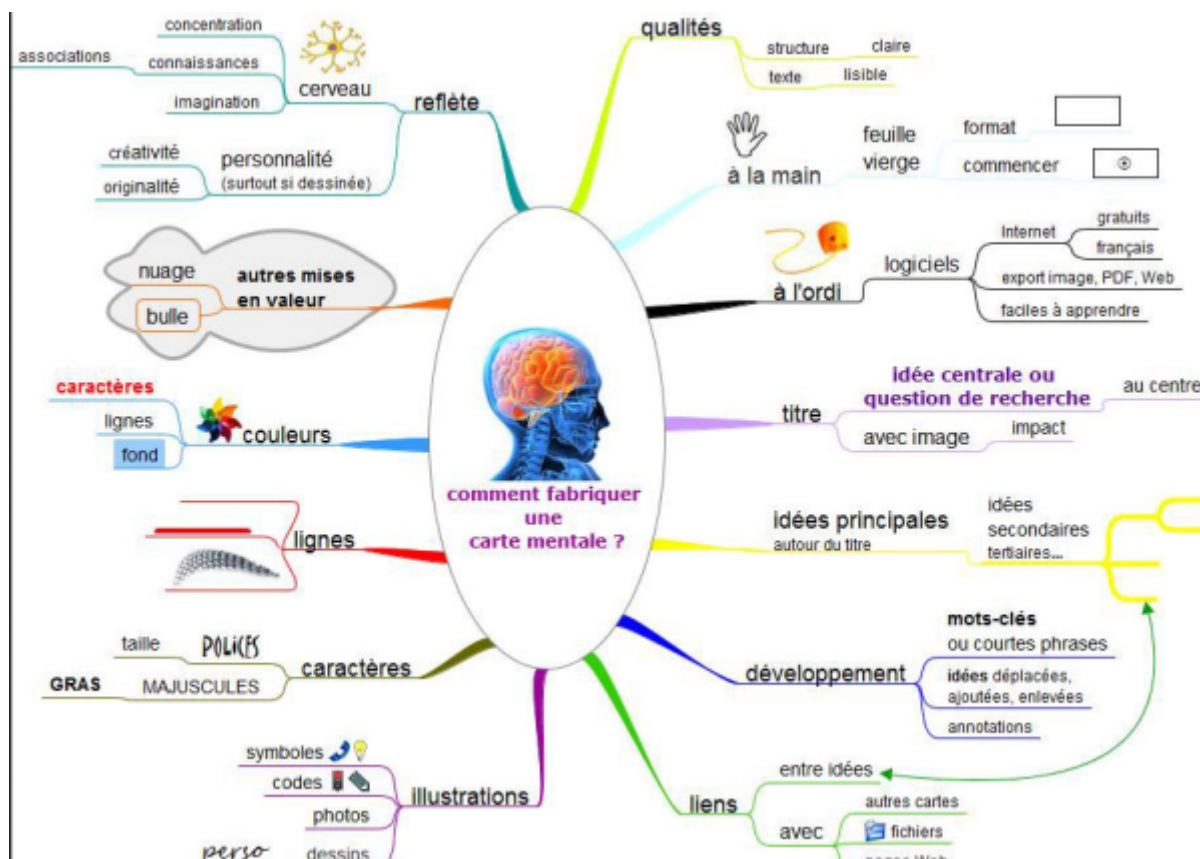 comment fabriquer
une
carte mentale ?
qualités
structure claire
texte lisible
à la main
feuille
vierge
format
commencer
à l'ordi
logiciels
Internet
gratuits
français
export image, PDF, Web
faciles à apprendre
titre
idée centrale ou
question de recherche
au centre
avec image
impact
idées principales
autour du titre
idées
secondaires
tertiaires...
développement
mots-clés
ou courtes phrases
idées déplacées,
ajoutées, enlevées
annotations
liens
entre idées
avec
autres cartes
fichiers
pages Web
illustrations
symboles
codes
photos
dessins
perso
caractères
POLICES
taille
MAJUSCULES
GRAS
lignes
couleurs
caractères
lignes
fond
autres mises
en valeur
nuage
bulle
reflète
cerveau
concentration
connaissances
associations
imagination
personnalité
(surtout si dessinée)
créativité
originalité